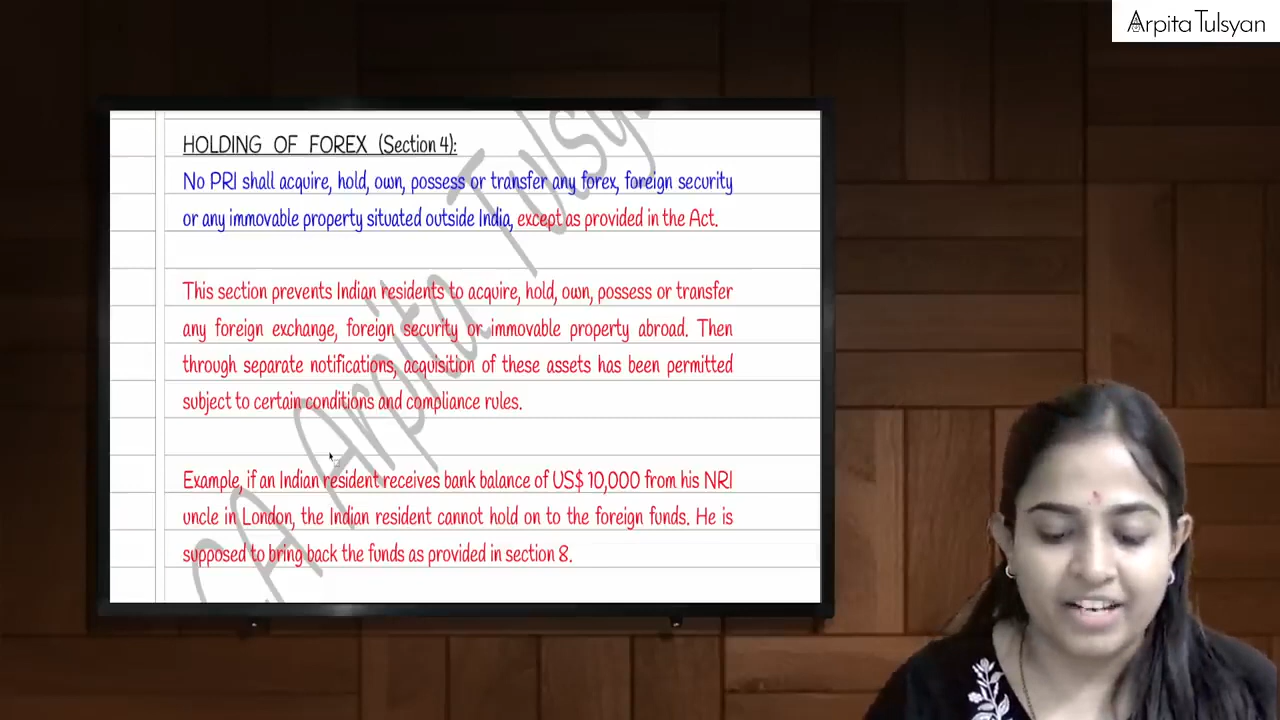 Arpita Tulsyan
HOLDING OF FOREX (Section 4):
No PRI shall acquire, hold, own, possess or transfer any forex, foreign security
or any immovable property situated outside India, except as provided in the Act.
This section prevents Indian residents to acquire, hold, own, possess or transfer
any foreign exchange, foreign security or immovable property abroad. Then
through separate notifications, acquisition of these assets has been permitted
subject to certain conditions and compliance rules.
Example, if an Indian resident receives bank balance of US$ 10,000 from his NRI
uncle in London, the Indian resident cannot hold on to the foreign funds. He is
supposed to bring back the funds as provided in section 8.
CA Arpita Tulsy